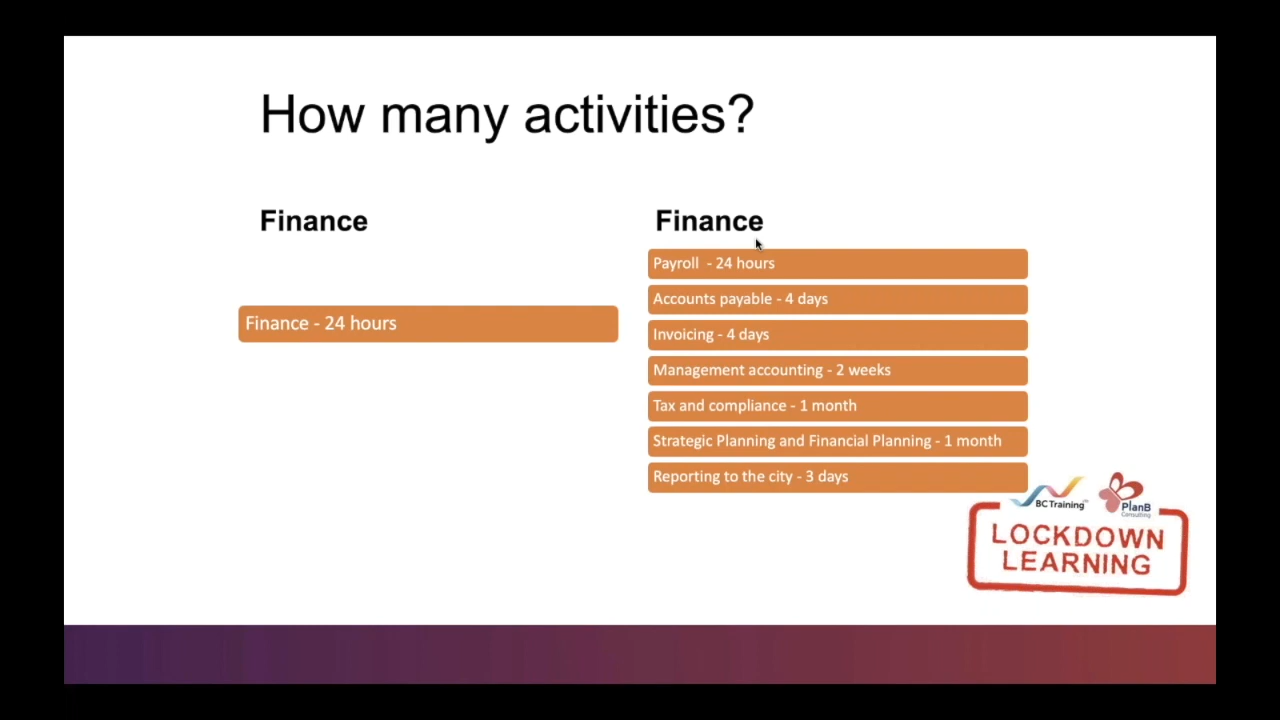 How many activities?
Finance
Finance - 24 hours
Finance
Payroll  - 24 hours
Accounts payable - 4 days
Invoicing - 4 days
Management accounting - 2 weeks
Tax and compliance - 1 month
Strategic Planning and Financial Planning - 1 month
Reporting to the city - 3 days
BC Training
PlanB
Consulting
LOCKDOWN
LEARNING